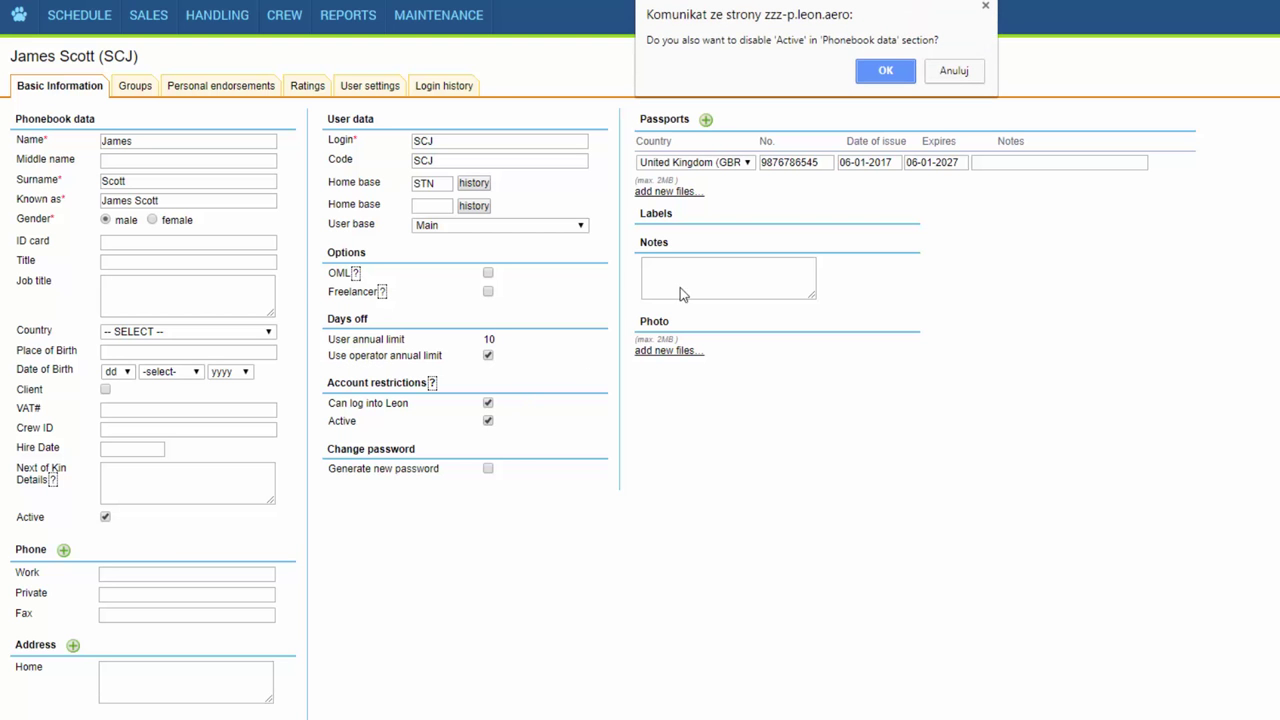 SCHEDULE SALES HANDLING CREW REPORTS MAINTENANCE
Komunikat ze strony zzz-p.leon.aero:
Do you also want to disable 'Active' in 'Phonebook data' section?
OK Anuluj
James Scott (SCJ)
Basic Information Groups Personal endorsements Ratings User settings Login history
Phonebook data
Name* James
Middle name
Surname* Scott
Known as* James Scott
Gender* male female
ID card
Title
Job title
Country -- SELECT --
Place of Birth
Date of Birth dd -select- yyyy
Client
VAT#
Crew ID
Hire Date
Next of Kin
Details ?
Active
Phone
Work
Private
Fax
Address
Home
User data
Login* SCJ
Code SCJ
Home base STN history
Home base history
User base Main
Options
OML ?
Freelancer ?
Days off
User annual limit 10
Use operator annual limit
Account restrictions ?
Can log into Leon
Active
Change password
Generate new password
Passports
Country No. Date of issue Expires Notes
United Kingdom (GBR 9876786545 06-01-2017 06-01-2027
(max. 2MB)
add new files...
Labels
Notes
Photo
(max. 2MB)
add new files...